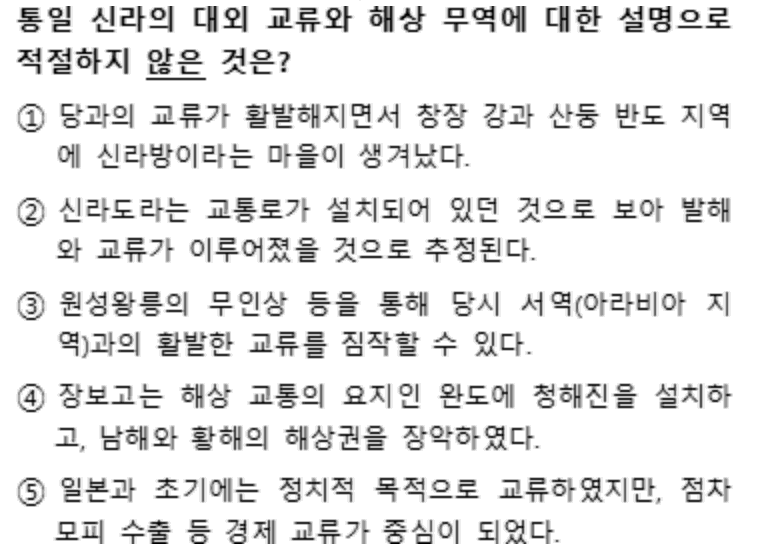 통일 신라의 대외 교류와 해상 무역에 대한 설명으로
적절하지 않은 것은?
① 당과의 교류가 활발해지면서 창장 강과 산둥 반도 지역
에 신라방이라는 마을이 생겨났다.
② 신라도라는 교통로가 설치되어 있던 것으로 보아 발해
와 교류가 이루어졌을 것으로 추정된다.
③ 원성왕릉의 무인상 등을 통해 당시 서역(아라비아 지
역)과의 활발한 교류를 짐작할 수 있다.
④ 장보고는 해상 교통의 요지인 완도에 청해진을 설치하
고, 남해와 황해의 해상권을 장악하였다.
⑤ 일본과 초기에는 정치적 목적으로 교류하였지만, 점차
모피 수출 등 경제 교류가 중심이 되었다.